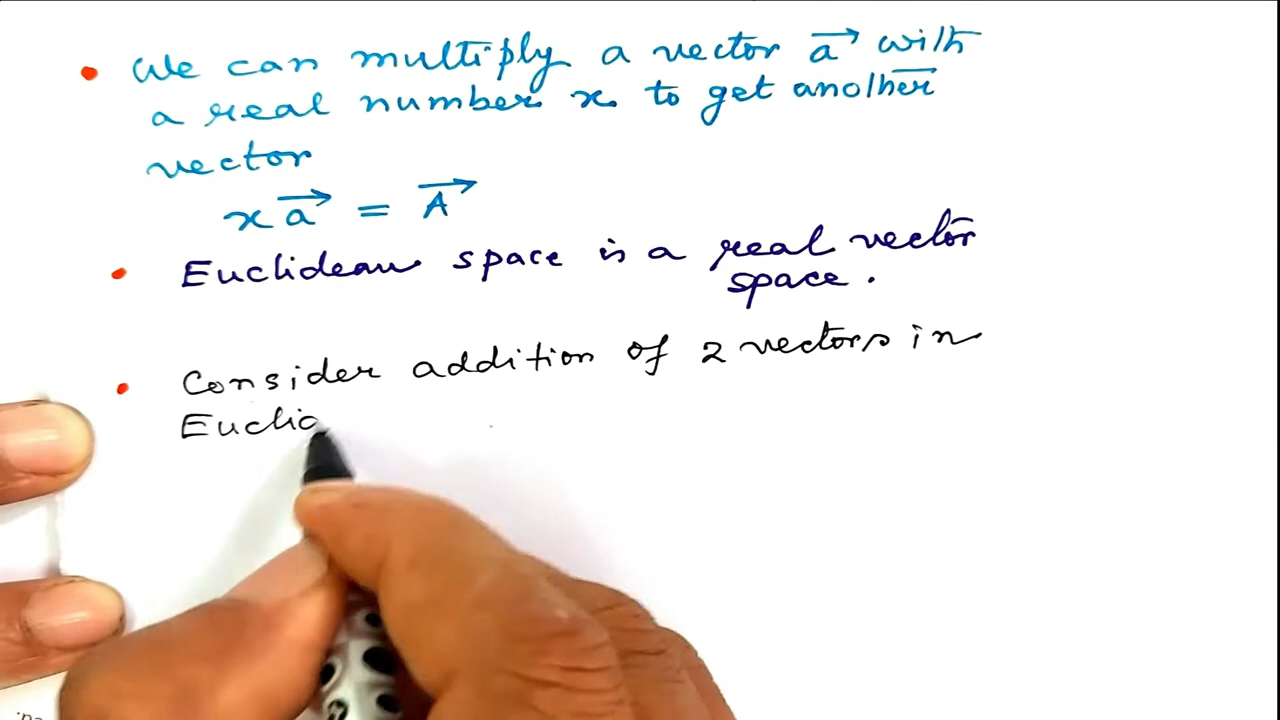 • We can multiply a vector a⃗ with
a real number x to get another
vector
x a⃗ = A⃗
• Euclidean space is a real vector
space.
• Consider addition of 2 vectors in
Euclid